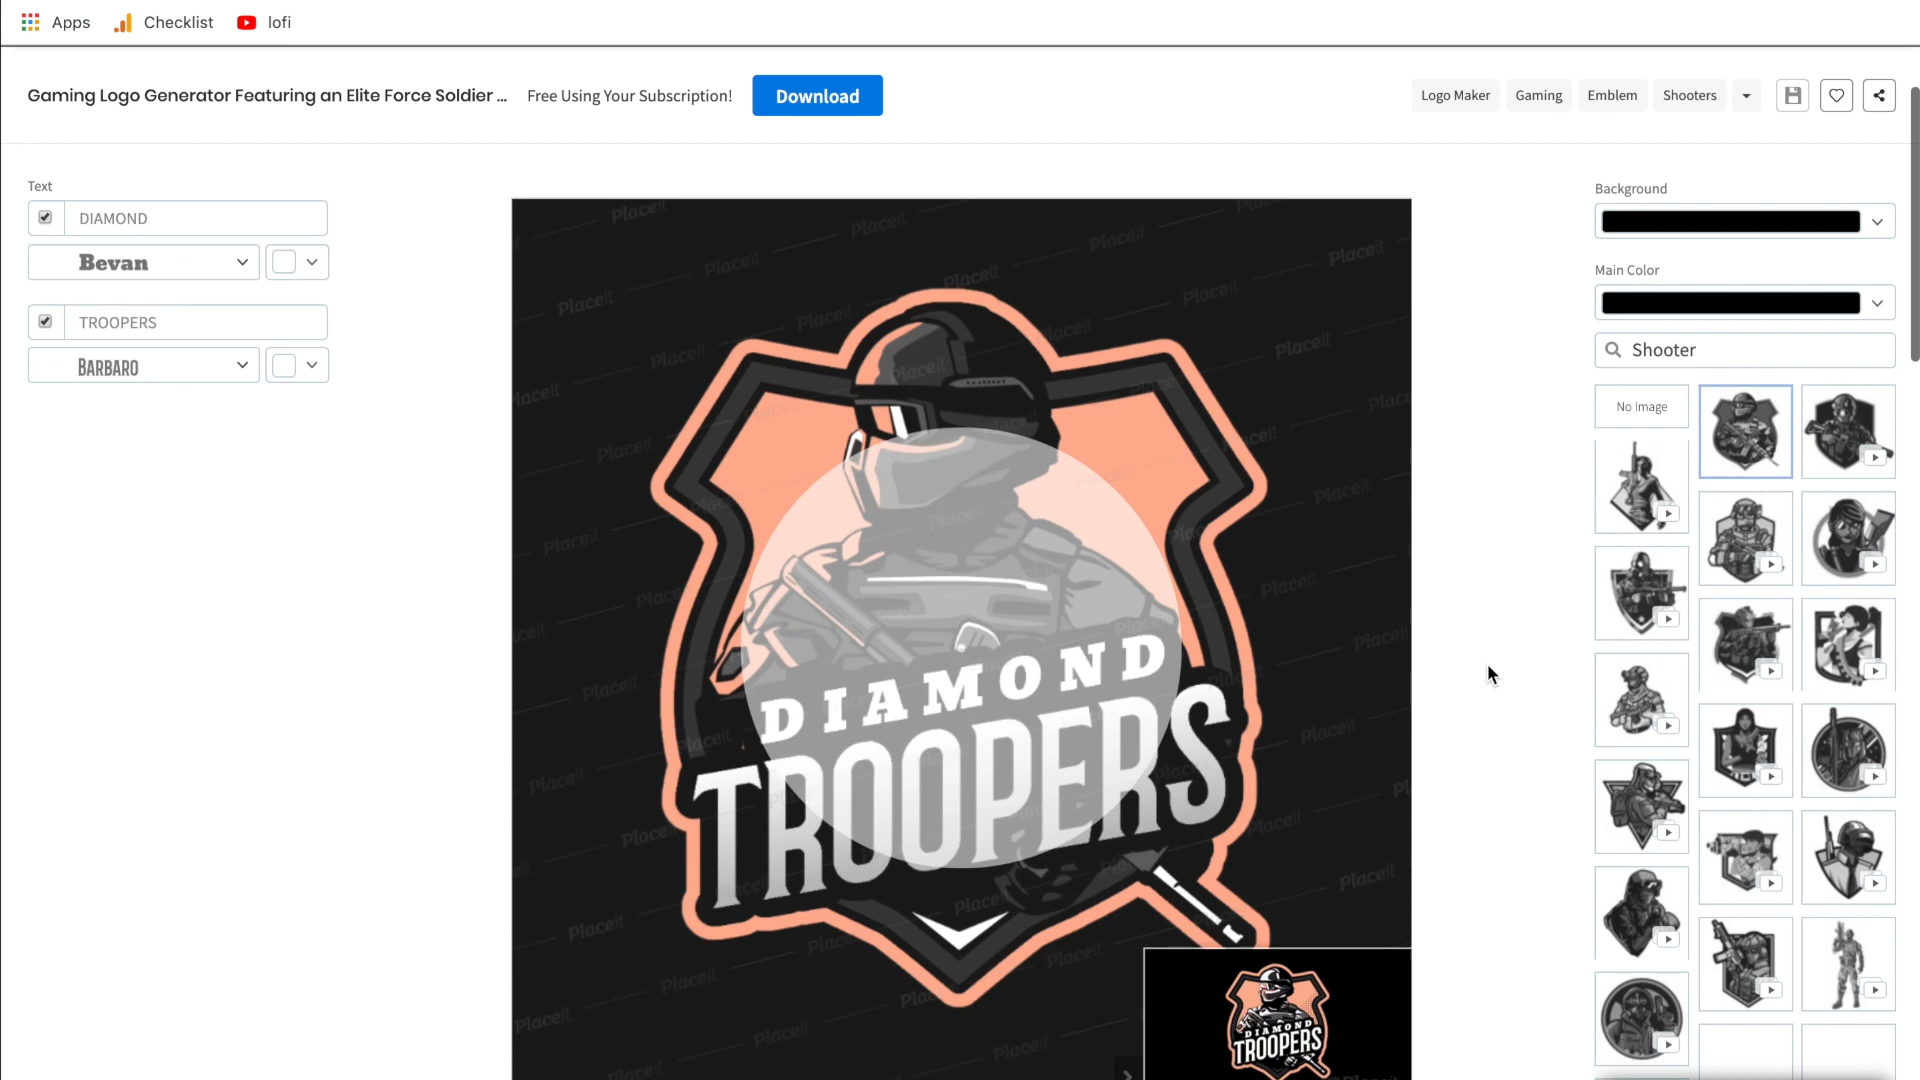 Apps
Checklist
lofi
Gaming Logo Generator Featuring an Elite Force Soldier ...
Free Using Your Subscription!
Download
Logo Maker
Gaming
Emblem
Shooters
Text
DIAMOND
Bevan
TROOPERS
BARBARO
Background
Main Color
Shooter
No Image
Placeit
DIAMOND
TROOPERS
DIAMOND
TROOPERS